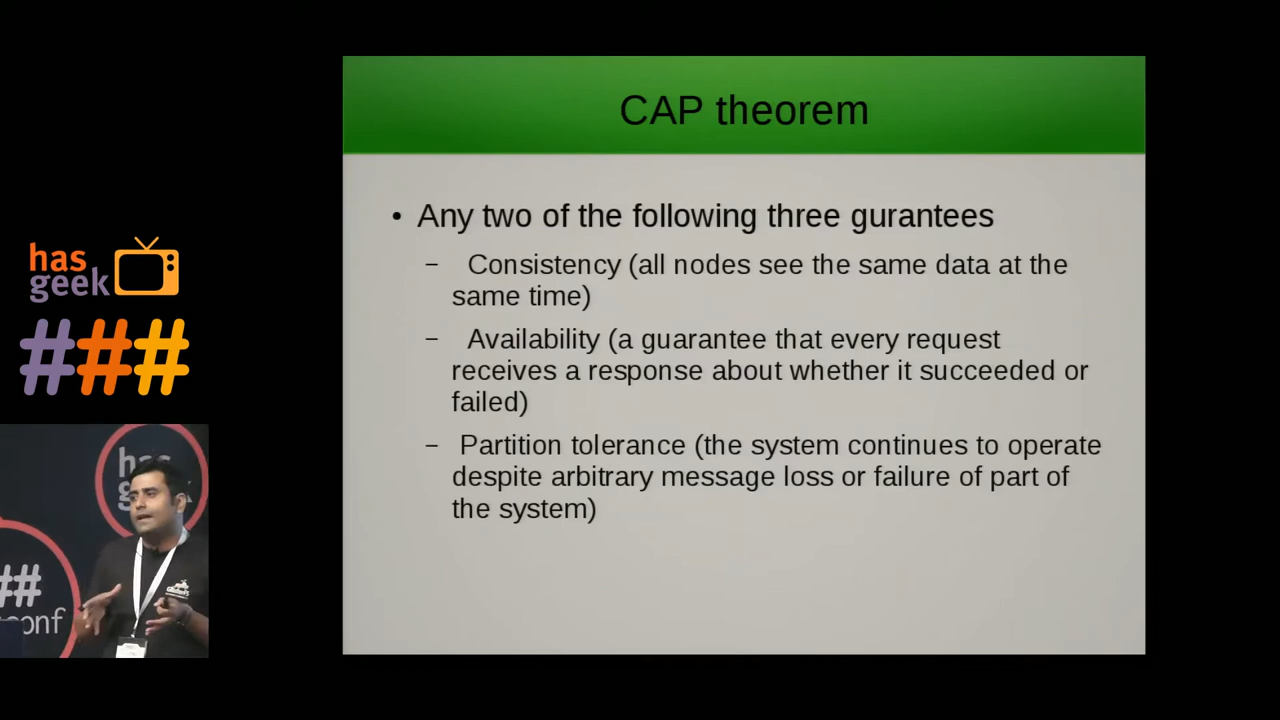 CAP theorem
• Any two of the following three gurantees
– Consistency (all nodes see the same data at the
same time)
– Availability (a guarantee that every request
receives a response about whether it succeeded or
failed)
– Partition tolerance (the system continues to operate
despite arbitrary message loss or failure of part of
the system)
has
geek
###
has
##
conf